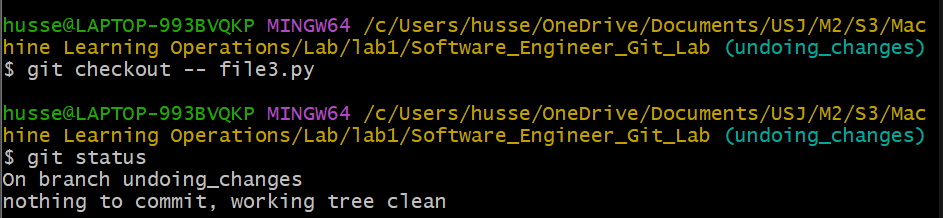 husse@LAPTOP-993BVQKP MINGW64 /c/Users/husse/OneDrive/Documents/USJ/M2/S3/Mac
hine Learning Operations/Lab/lab1/Software_Engineer_Git_Lab (undoing_changes)
$ git checkout -- file3.py
husse@LAPTOP-993BVQKP MINGW64 /c/Users/husse/OneDrive/Documents/USJ/M2/S3/Mac
hine Learning Operations/Lab/lab1/Software_Engineer_Git_Lab (undoing_changes)
$ git status
On branch undoing_changes
nothing to commit, working tree clean